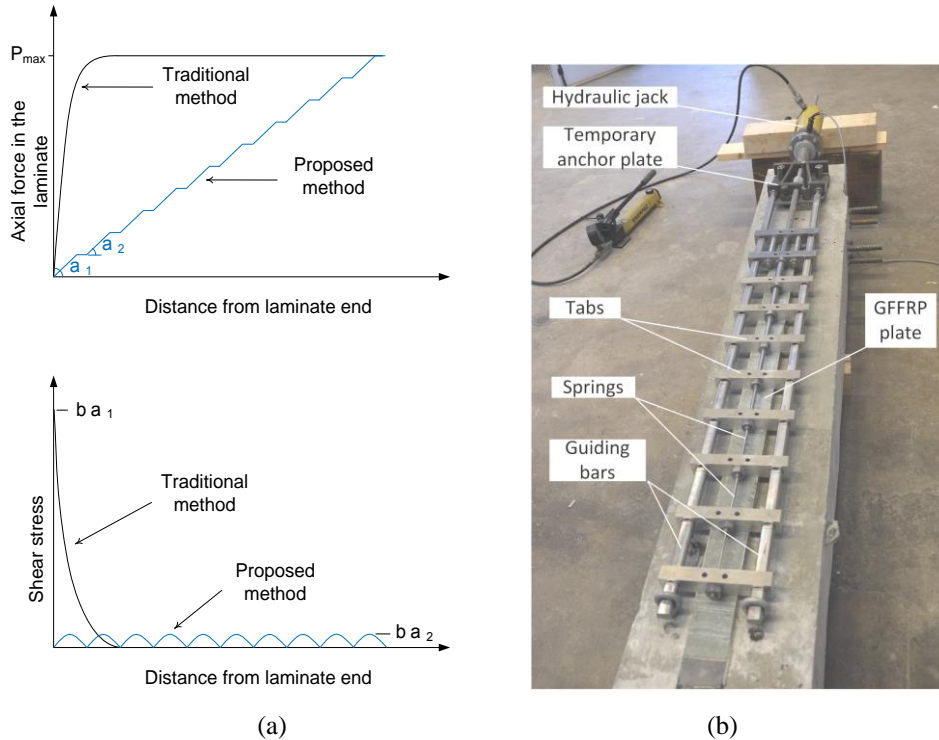 P max
Axial force in the
laminate
Traditional
method
Proposed
method
a 2
a 1
Distance from laminate end
b a 1
Shear stress
Traditional
method
Proposed
method
b a 2
Distance from laminate end
(a)
Hydraulic jack
Temporary
anchor plate
Tabs
GFFRP
plate
Springs
Guiding
bars
(b)